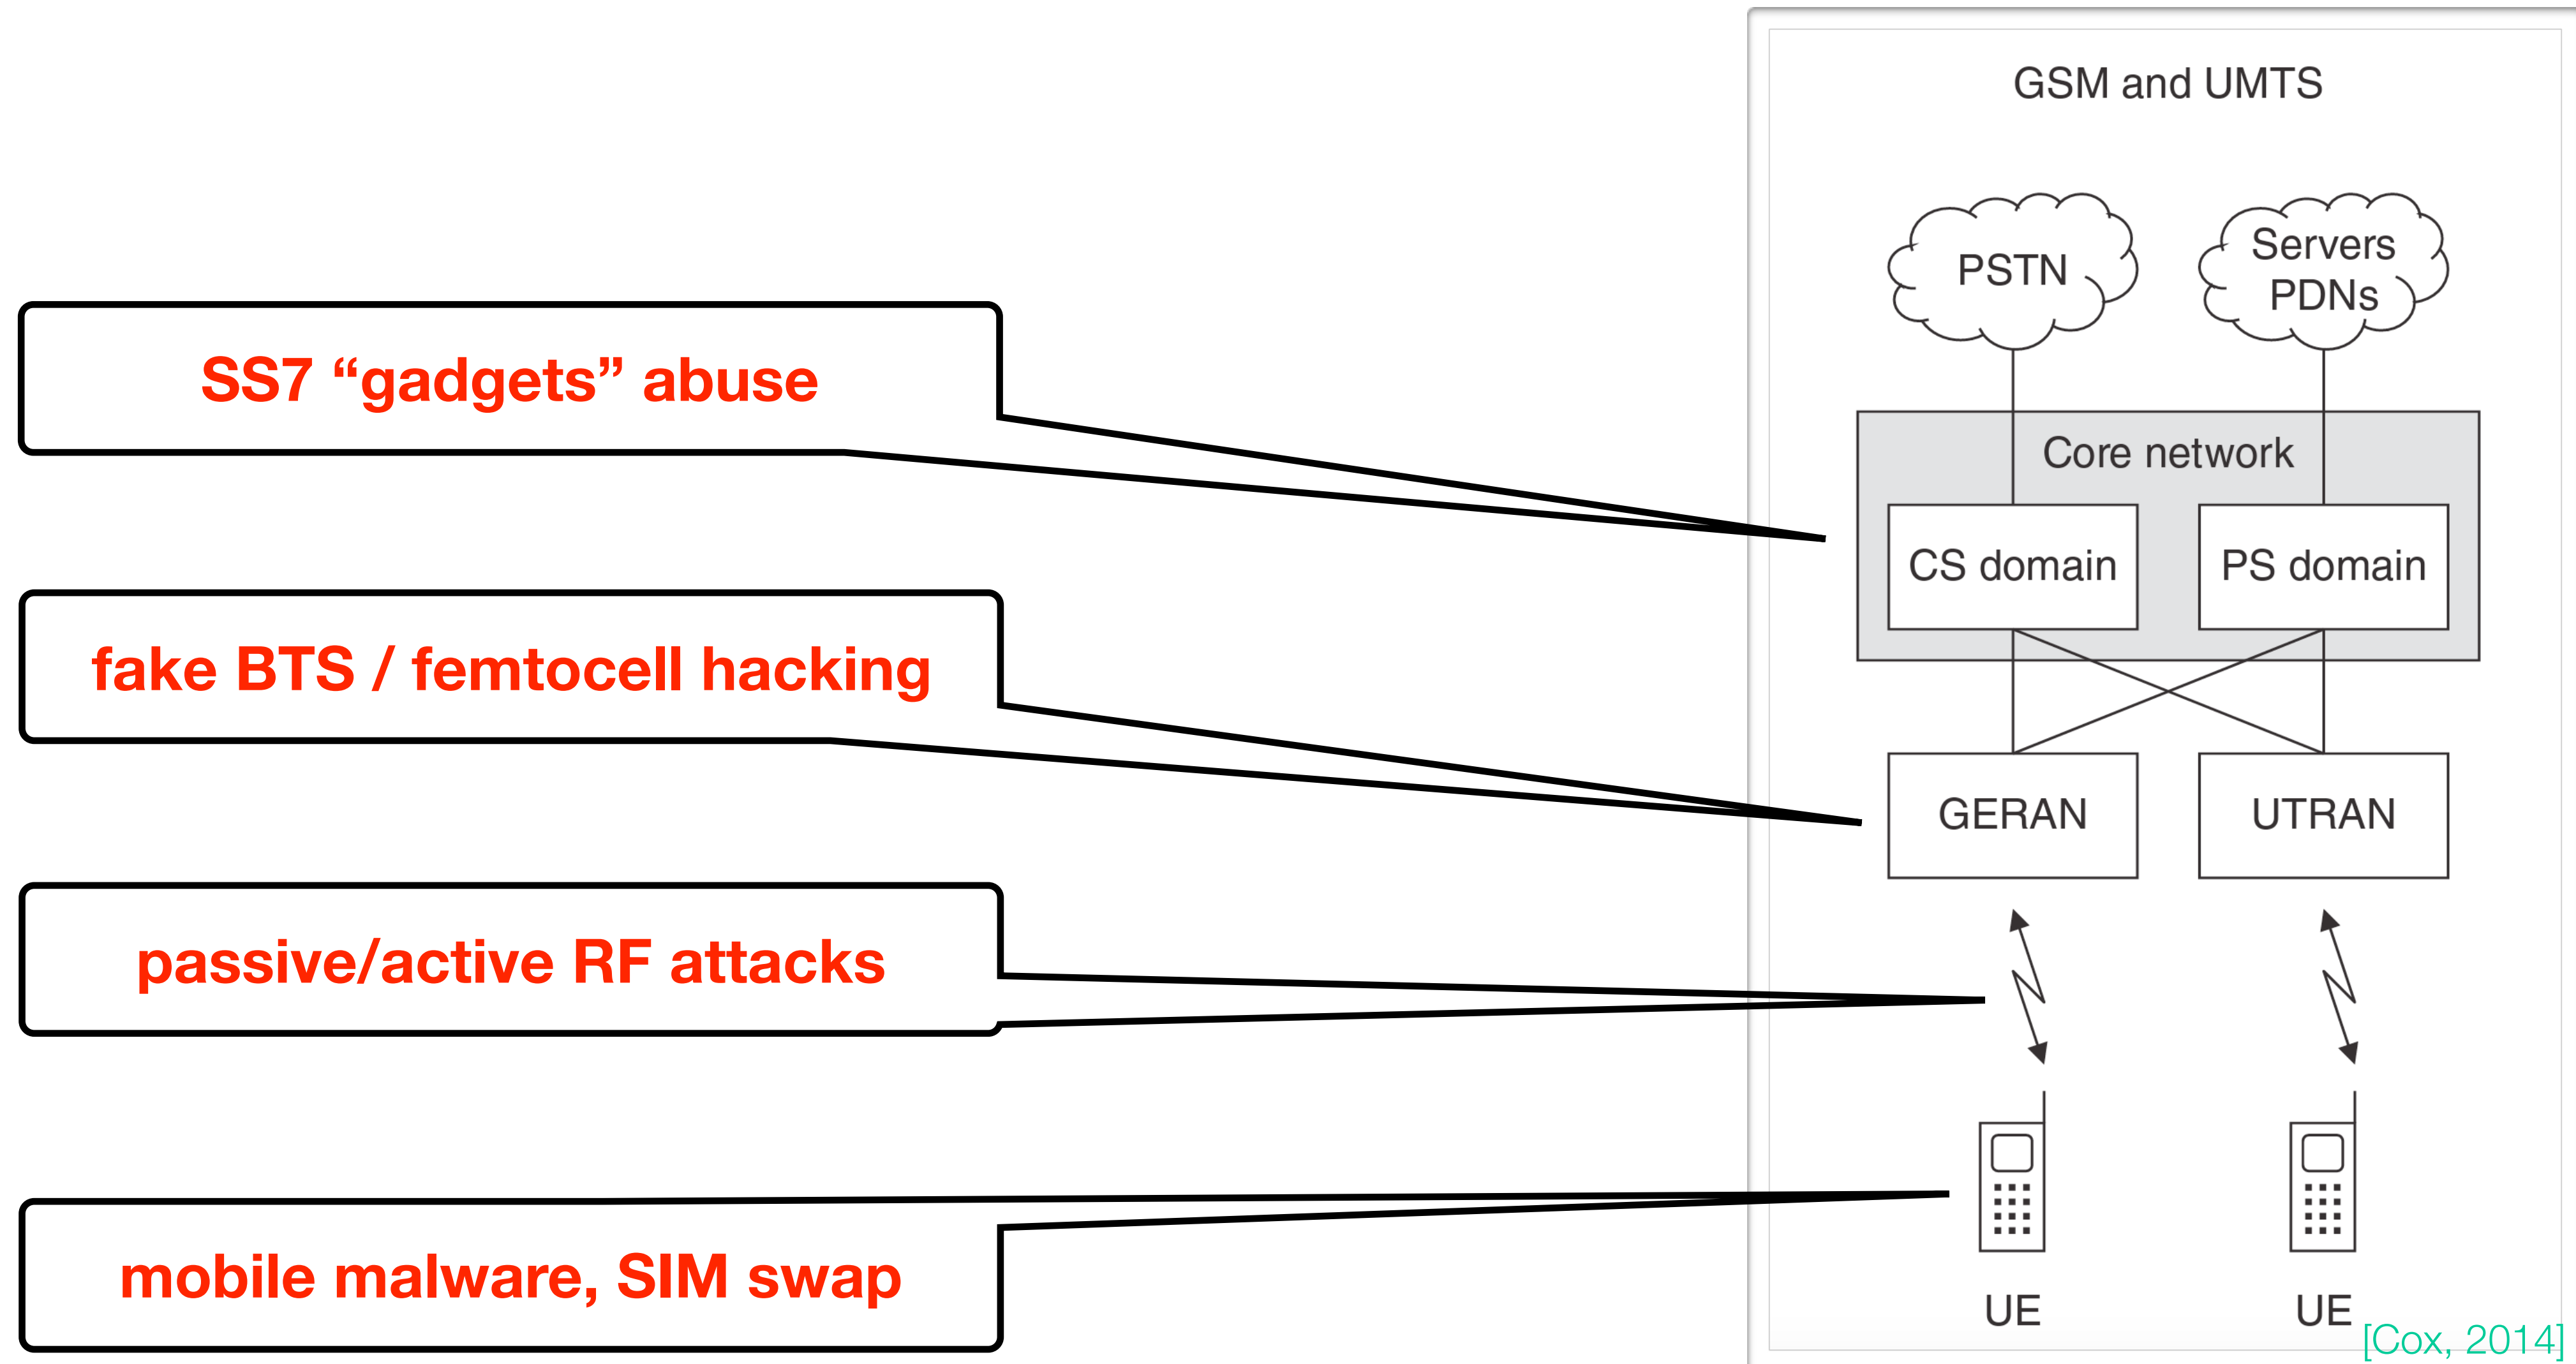 GSM and UMTS
PSTN
Servers
PDNs
SS7 “gadgets” abuse
Core network
CS domain
PS domain
fake BTS / femtocell hacking
GERAN
UTRAN
passive/active RF attacks
mobile malware, SIM swap
UE
UE
[Cox, 2014]